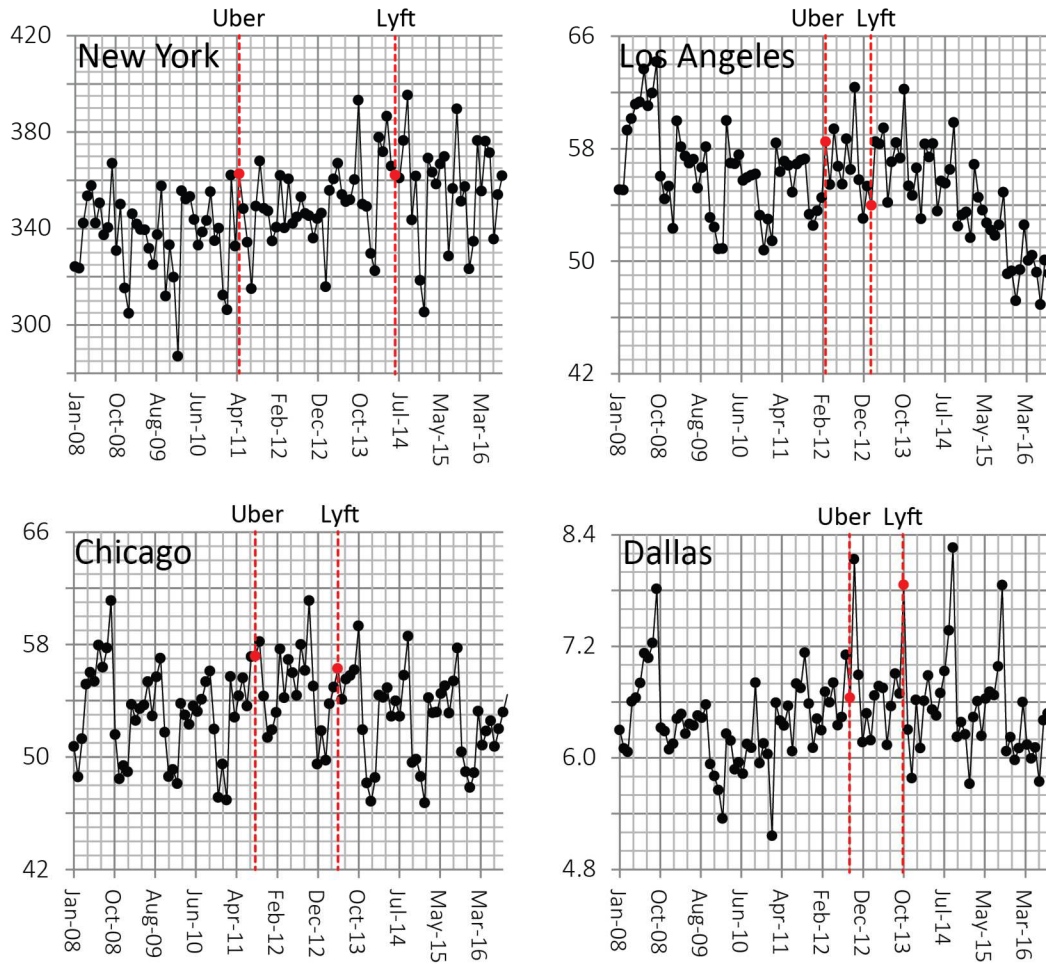 Uber Lyft
New York
420
380
340
300
Jan-08 Oct-08 Aug-09 Jun-10 Apr-11 Feb-12 Dec-12 Oct-13 Jul-14 May-15 Mar-16
Uber Lyft
Los Angeles
66
58
50
42
Jan-08 Oct-08 Aug-09 Jun-10 Apr-11 Feb-12 Dec-12 Oct-13 Jul-14 May-15 Mar-16
Uber Lyft
Chicago
66
58
50
42
Jan-08 Oct-08 Aug-09 Jun-10 Apr-11 Feb-12 Dec-12 Oct-13 Jul-14 May-15 Mar-16
Uber Lyft
Dallas
8.4
7.2
6.0
4.8
Jan-08 Oct-08 Aug-09 Jun-10 Apr-11 Feb-12 Dec-12 Oct-13 Jul-14 May-15 Mar-16